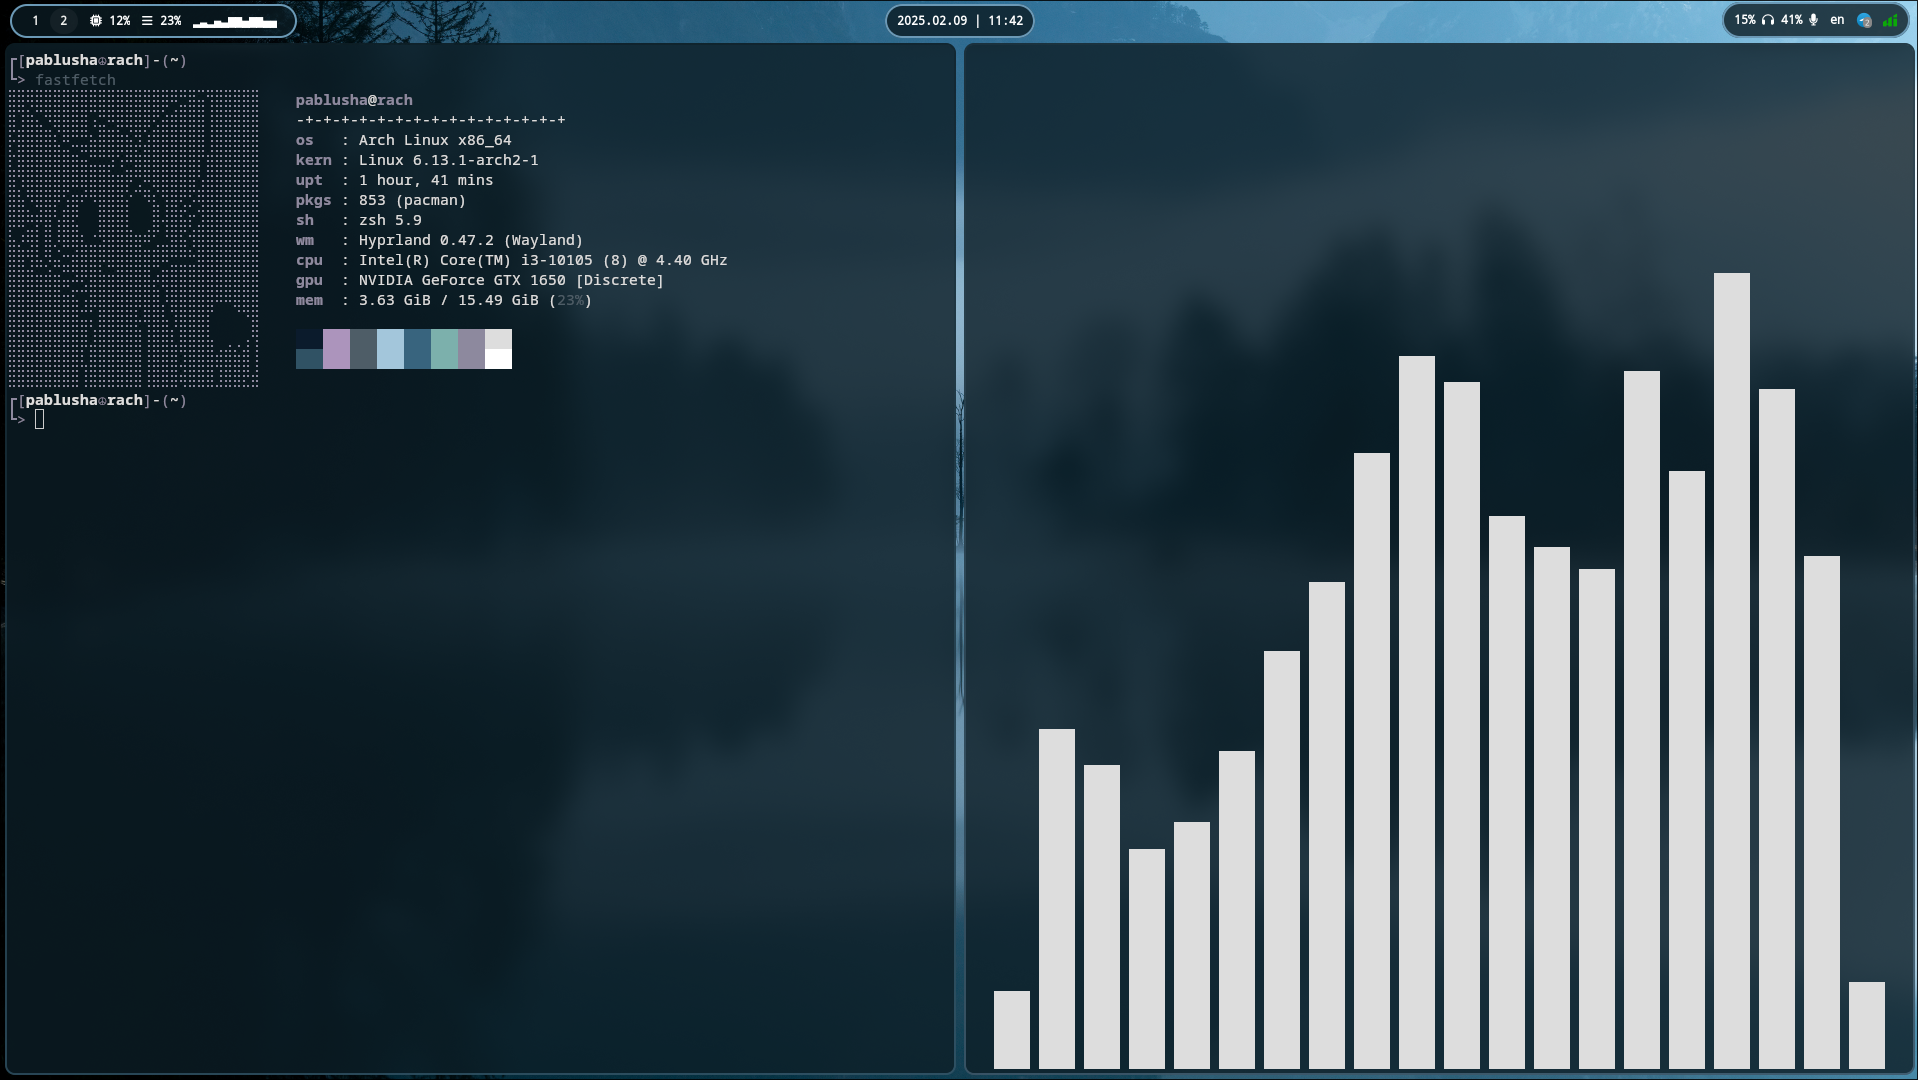 1 2 12% 23%
2025.02.09 | 11:42
15% 41% en 2
┌[pablusha☮rach]-(~)
└> fastfetch
pablusha@rach
-+-+-+-+-+-+-+-+-+-+-+-+-+-+-+
os : Arch Linux x86_64
kern : Linux 6.13.1-arch2-1
upt : 1 hour, 41 mins
pkgs : 853 (pacman)
sh : zsh 5.9
wm : Hyprland 0.47.2 (Wayland)
cpu : Intel(R) Core(TM) i3-10105 (8) @ 4.40 GHz
gpu : NVIDIA GeForce GTX 1650 [Discrete]
mem : 3.63 GiB / 15.49 GiB (23%)
┌[pablusha☮rach]-(~)
└>